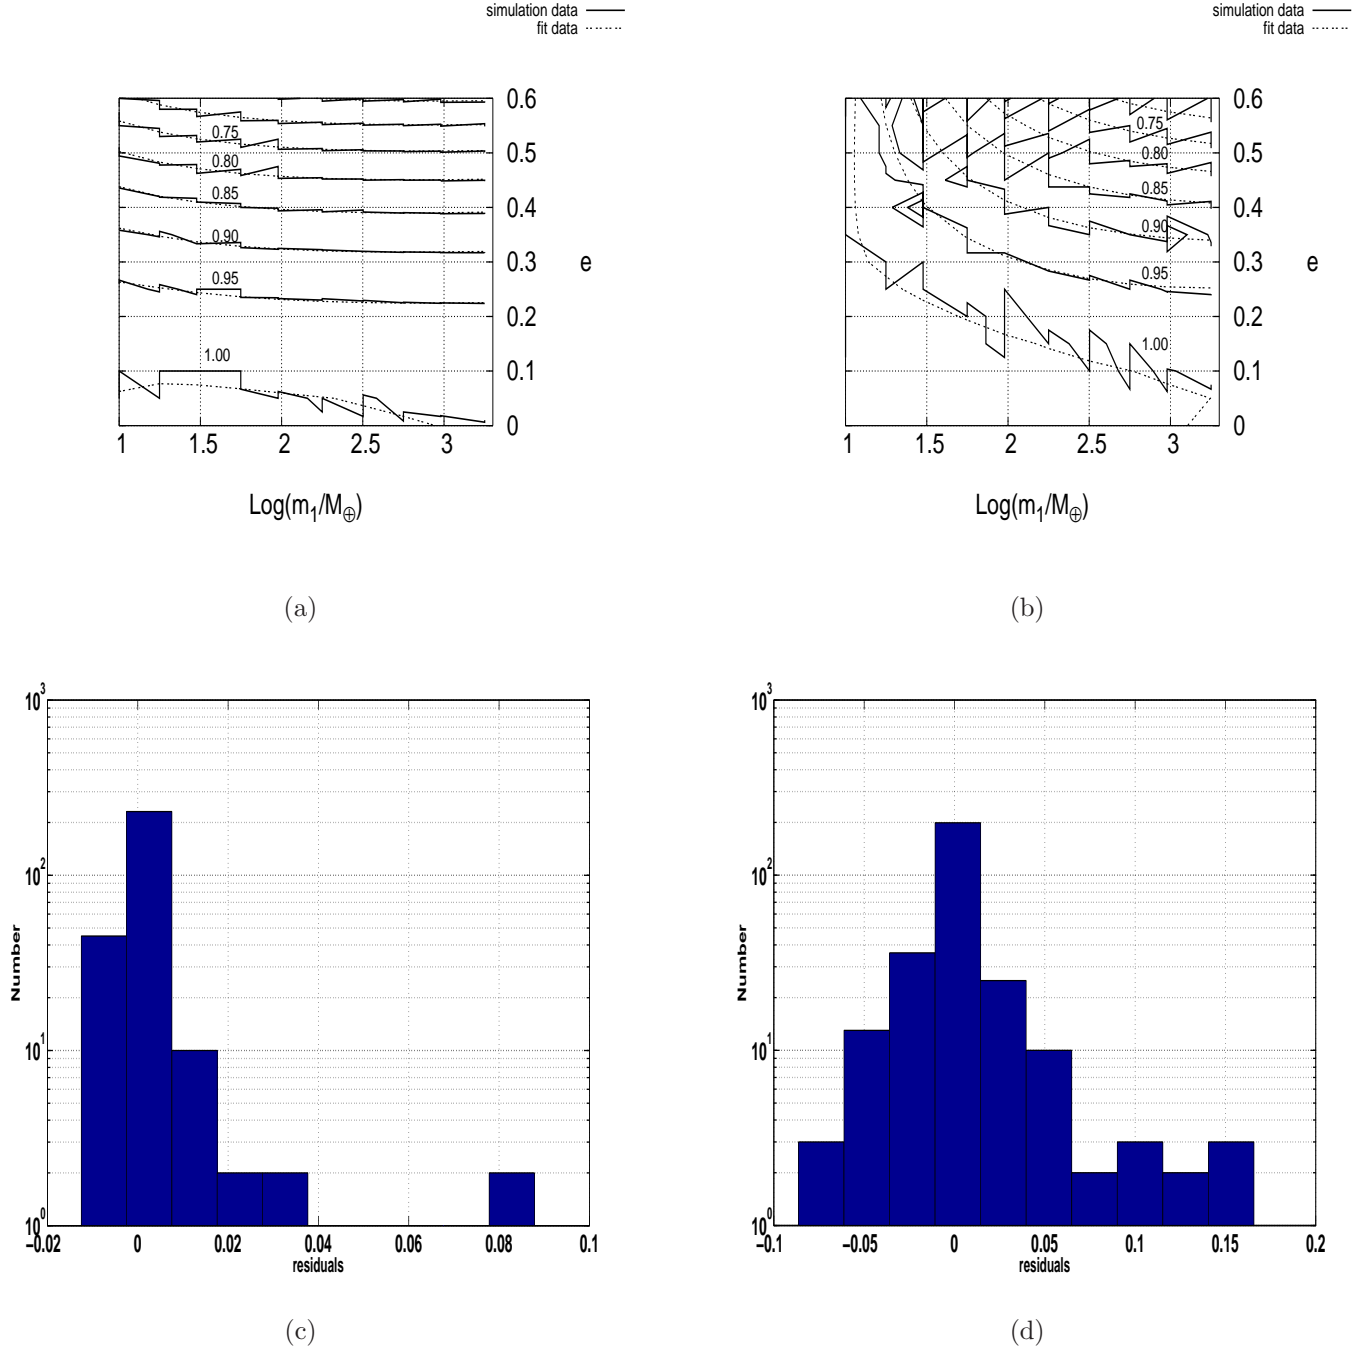 simulation data
fit data
0.75
0.80
0.85
0.90
0.95
1.00
0.6
0.5
0.4
0.3
0.2
0.1
0
e
1 1.5 2 2.5 3
Log(m1/M⊕)
(a)
simulation data
fit data
0.75
0.80
0.85
0.90
0.95
1.00
0.6
0.5
0.4
0.3
0.2
0.1
0
e
1 1.5 2 2.5 3
Log(m1/M⊕)
(b)
10^3
10^2
10^1
10^0
Number
−0.02 0 0.02 0.04 0.06 0.08 0.1
residuals
(c)
10^3
10^2
10^1
10^0
Number
−0.1 −0.05 0 0.05 0.1 0.15 0.2
residuals
(d)